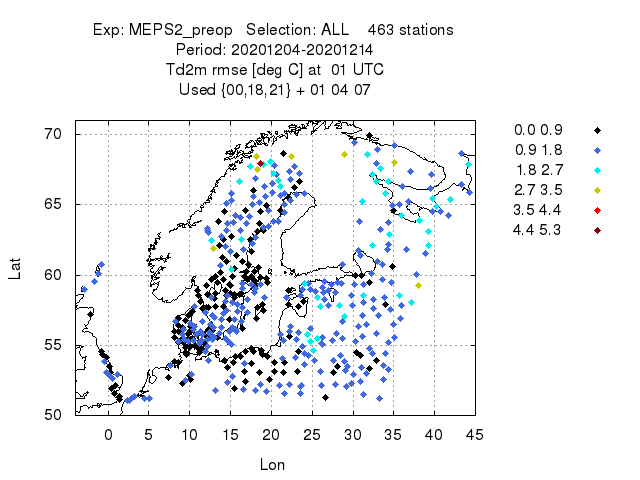 Exp: MEPS2_preop Selection: ALL 463 stations
Period: 20201204-20201214
Td2m rmse [deg C] at 01 UTC
Used {00,18,21} + 01 04 07
70
65
60
55
50
Lat
0 5 10 15 20 25 30 35 40 45
Lon
0.0 0.9
0.9 1.8
1.8 2.7
2.7 3.5
3.5 4.4
4.4 5.3